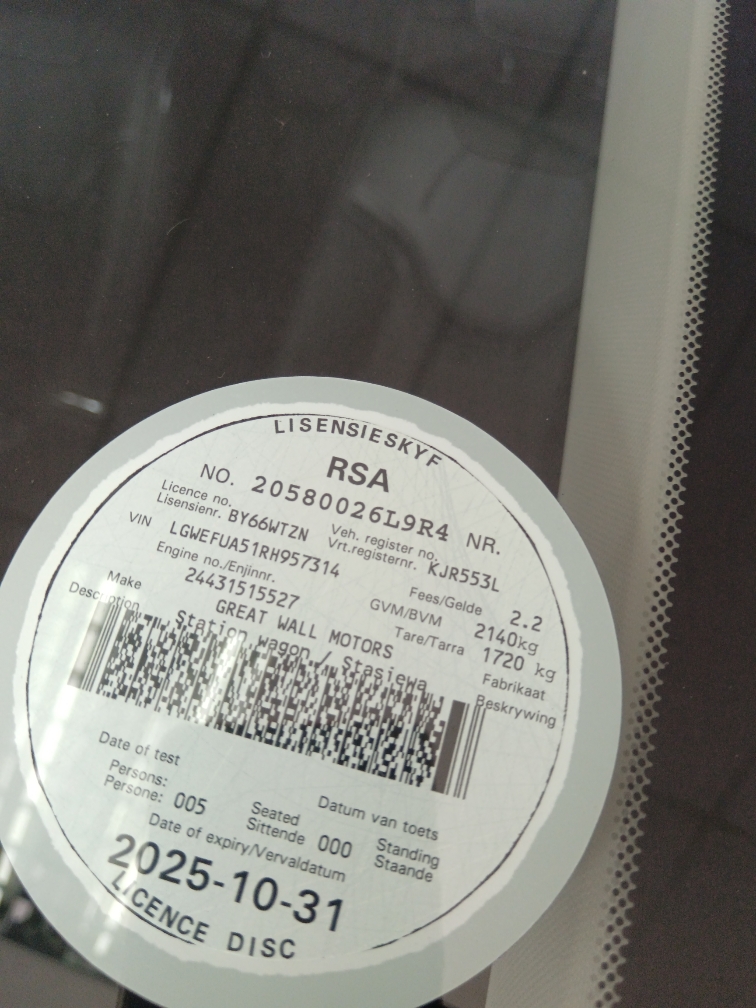 LISENSIESKYF
RSA
NO. 20580026L9R4 NR.
Licence no. Veh. register no.
Lisensienr. BY66WTZN Vrt.registernr. KJR553L
VIN LGWEFUA51RH957314 Fees/Gelde 2.2
Engine no./Enjinnr. GVM/BVM 2140kg
24431515527 Tare/Tarra 1720 kg
Make GREAT WALL MOTORS Fabrikaat
Description Station wagon / Stasiewa Beskrywing
Date of test Datum van toets
Persons: Seated Standing
Persone: 005 Sittende 000 Staande
Date of expiry/Vervaldatum
2025-10-31
LICENCE DISC